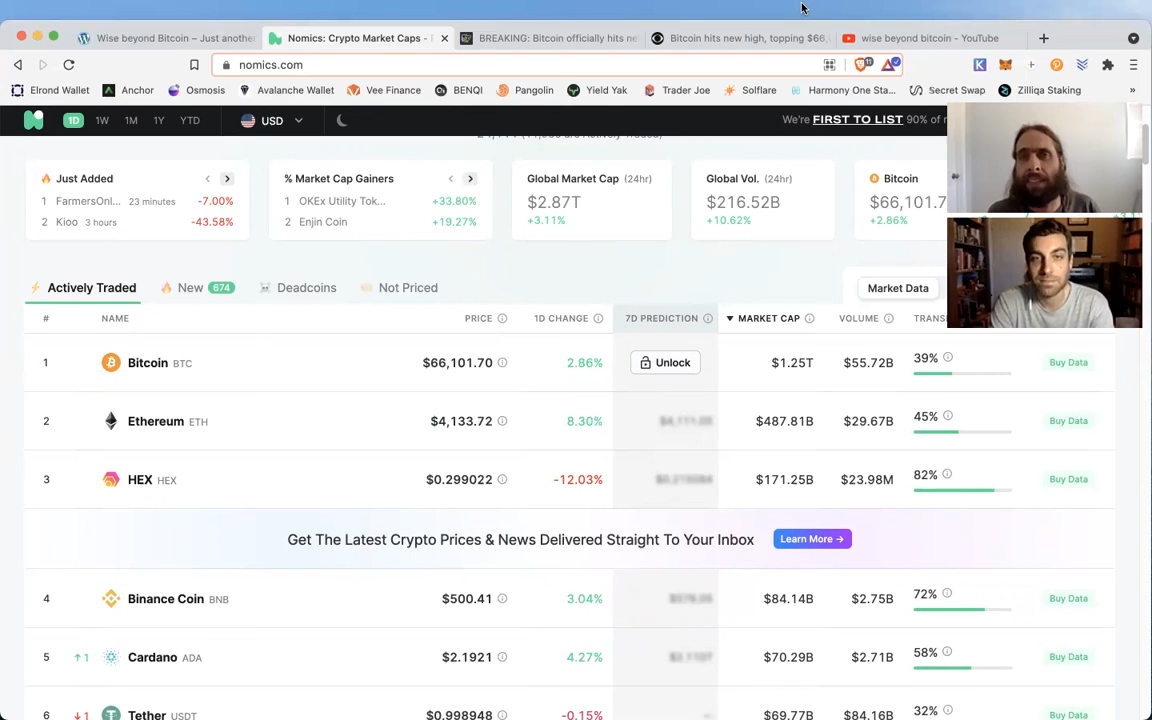 Wise beyond Bitcoin – Just another
Nomics: Crypto Market Caps -
BREAKING: Bitcoin officially hits ne
Bitcoin hits new high, topping $66,
wise beyond bitcoin - YouTube
nomics.com
11
Elrond Wallet
Anchor
Osmosis
Avalanche Wallet
Vee Finance
BENQI
Pangolin
Yield Yak
Trader Joe
Solflare
Harmony One Sta...
Secret Swap
Zilliqa Staking
»
1D 1W 1M 1Y YTD
USD
We're FIRST TO LIST 90% of
Just Added
1 FarmersOnl... 23 minutes -7.00%
2 Kioo 3 hours -43.58%
% Market Cap Gainers
1 OKEx Utility Tok... +33.80%
2 Enjin Coin +19.27%
Global Market Cap (24hr)
$2.87T
+3.11%
Global Vol. (24hr)
$216.52B
+10.62%
Bitcoin
$66,101.7
+2.86%
Actively Traded
New 674
Deadcoins
Not Priced
Market Data
# NAME PRICE 1D CHANGE 7D PREDICTION MARKET CAP VOLUME TRANS
1 Bitcoin BTC $66,101.70 2.86% Unlock $1.25T $55.72B 39% Buy Data
2 Ethereum ETH $4,133.72 8.30% $487.81B $29.67B 45% Buy Data
3 HEX HEX $0.299022 -12.03% $171.25B $23.98M 82% Buy Data
Get The Latest Crypto Prices & News Delivered Straight To Your Inbox
Learn More →
4 Binance Coin BNB $500.41 3.04% $84.14B $2.75B 72% Buy Data
5 ↑1 Cardano ADA $2.1921 4.27% $70.29B $2.71B 58% Buy Data
6 ↓1 Tether USDT $0.998948 -0.15% – $69.77B $84.16B 32% Buy Data